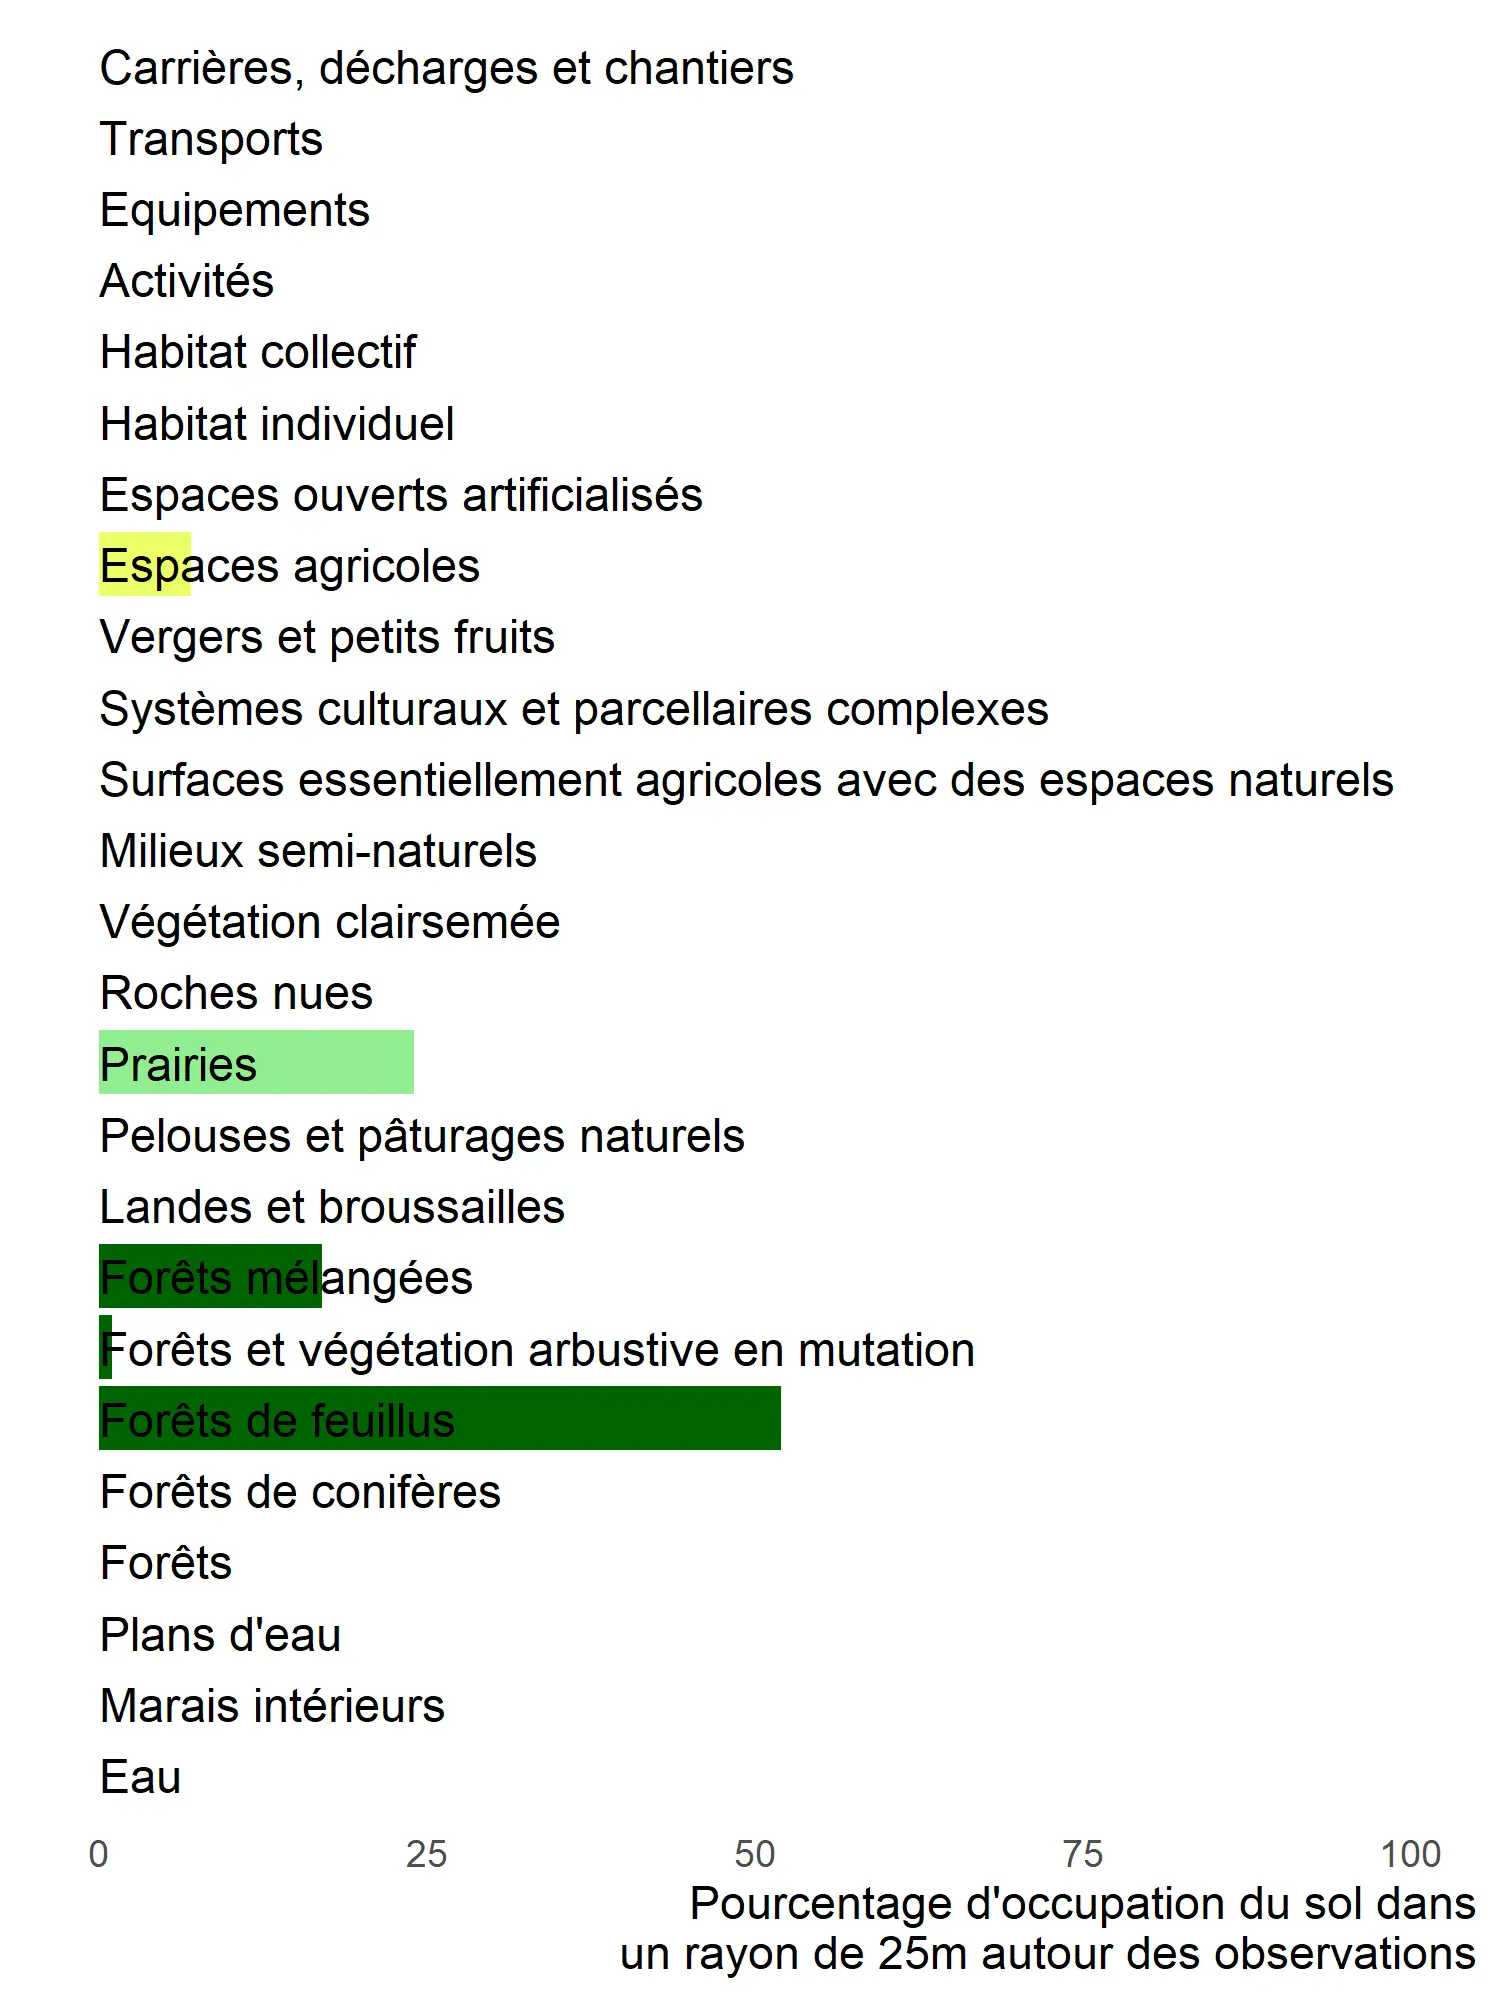 Carrières, décharges et chantiers
Transports
Equipements
Activités
Habitat collectif
Habitat individuel
Espaces ouverts artificialisés
Espaces agricoles
Vergers et petits fruits
Systèmes culturaux et parcellaires complexes
Surfaces essentiellement agricoles avec des espaces naturels
Milieux semi-naturels
Végétation clairsemée
Roches nues
Prairies
Pelouses et pâturages naturels
Landes et broussailles
Forêts mélangées
Forêts et végétation arbustive en mutation
Forêts de feuillus
Forêts de conifères
Forêts
Plans d'eau
Marais intérieurs
Eau
0 25 50 75 100
Pourcentage d'occupation du sol dans
un rayon de 25m autour des observations